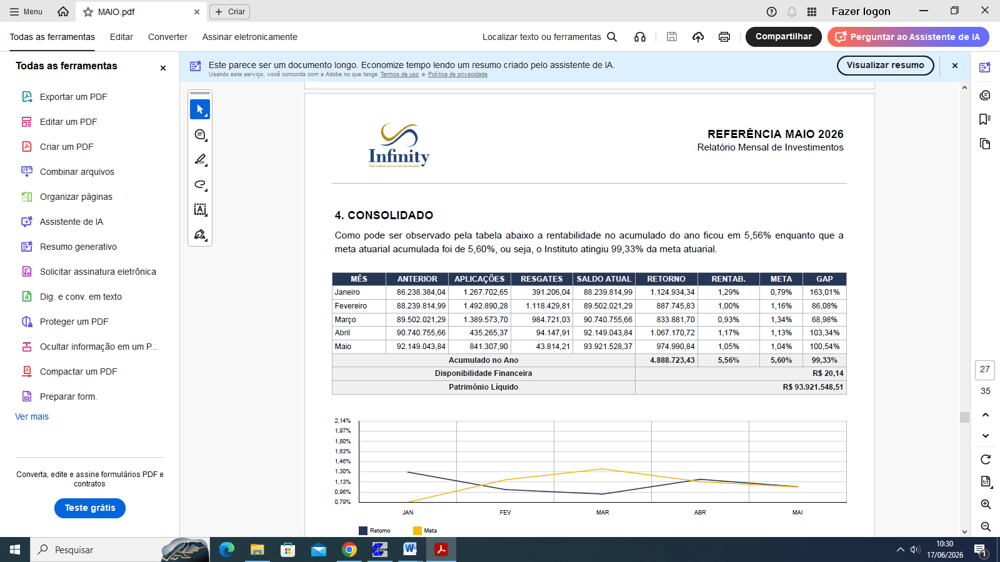 Menu
MAIO.pdf
Criar
Fazer logon
Todas as ferramentas
Editar
Converter
Assinar eletronicamente
Localizar texto ou ferramentas
Compartilhar
Perguntar ao Assistente de IA
Todas as ferramentas
Exportar um PDF
Editar um PDF
Criar um PDF
Combinar arquivos
Organizar páginas
Assistente de IA
Resumo generativo
Solicitar assinatura eletrônica
Dig. e conv. em texto
Proteger um PDF
Ocultar informação em um P...
Compactar um PDF
Preparar form.
Ver mais
Converta, edite e assine formulários PDF e
contratos
Teste grátis
Este parece ser um documento longo. Economize tempo lendo um resumo criado pelo assistente de IA.
Usando este serviço, você concorda com a Adobe no que tange Termos de uso e Política de privacidade
Visualizar resumo
Infinity
Mais confiança para os seus investimentos
REFERÊNCIA MAIO 2026
Relatório Mensal de Investimentos
4. CONSOLIDADO
Como pode ser observado pela tabela abaixo a rentabilidade no acumulado do ano ficou em 5,56% enquanto que a
meta atuarial acumulada foi de 5,60%, ou seja, o Instituto atingiu 99,33% da meta atuarial.
MÊS ANTERIOR APLICAÇÕES RESGATES SALDO ATUAL RETORNO RENTAB. META GAP
Janeiro 86.238.384,04 1.267.702,65 391.206,04 88.239.814,99 1.124.934,34 1,29% 0,79% 163,01%
Fevereiro 88.239.814,99 1.492.890,28 1.118.429,81 89.502.021,29 887.745,83 1,00% 1,16% 86,08%
Março 89.502.021,29 1.389.573,70 984.721,03 90.740.755,66 833.881,70 0,93% 1,34% 68,98%
Abril 90.740.755,66 435.265,37 94.147,91 92.149.043,84 1.067.170,72 1,17% 1,13% 103,34%
Maio 92.149.043,84 841.307,90 43.814,21 93.921.528,37 974.990,84 1,05% 1,04% 100,54%
Acumulado no Ano 4.888.723,43 5,56% 5,60% 99,33%
Disponibilidade Financeira R$ 20,14
Patrimônio Líquido R$ 93.921.548,51
2,14%
1,97%
1,80%
1,63%
1,46%
1,30%
1,13%
0,96%
0,79%
JAN FEV MAR ABR MAI
Retorno Meta
27
35
1:1
Pesquisar
10:30
17/06/2026
1